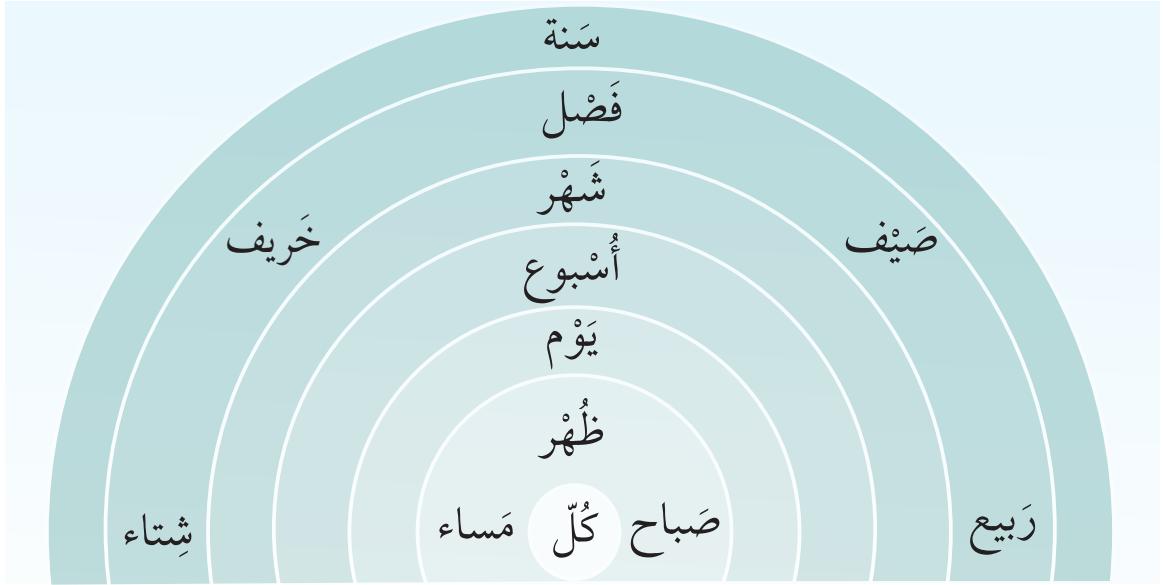 سَنة
فَصْل
شَهْر
صَيْف
خَريف
أُسْبوع
يَوْم
ظُهْر
رَبيع
صَباح
كُلّ
مَساء
شِتاء